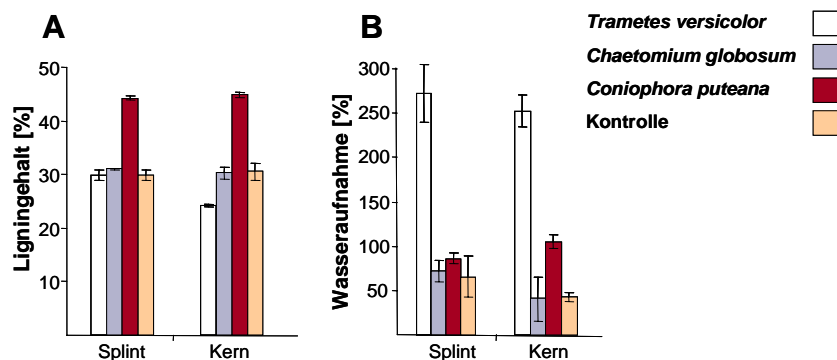 A
Ligningehalt [%]
50
40
30
20
10
Splint Kern
B
Wasseraufnahme [%]
300
250
200
150
100
50
Splint Kern
Trametes versicolor
Chaetomium globosum
Coniophora puteana
Kontrolle